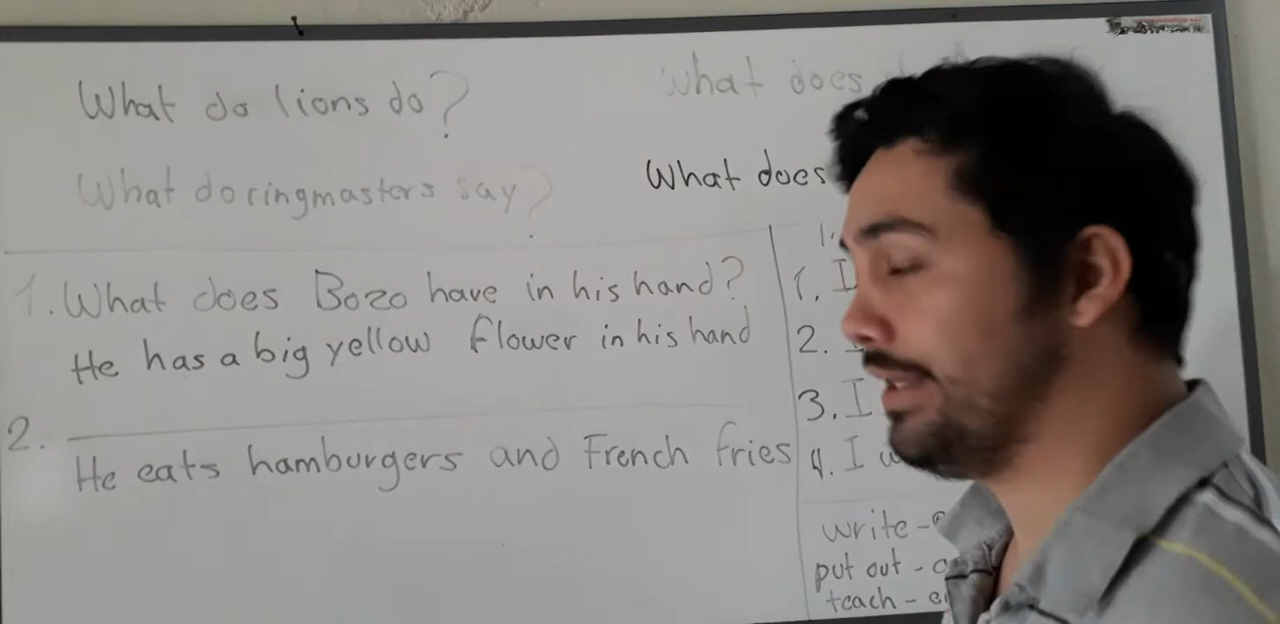 What do lions do?
What does
What do ringmasters say?
What does
1. What does Bozo have in his hand?
He has a big yellow flower in his hand
2.
He eats hamburgers and French fries
1.
1. I
2.
3. I
4. I
write -
put out -
teach -